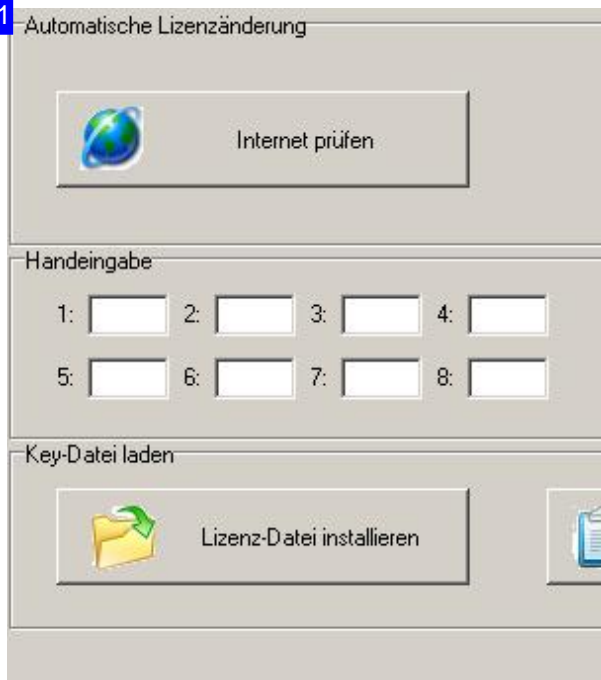 1
Automatische Lizenzänderung
Internet prüfen
Handeingabe
1: 2: 3: 4:
5: 6: 7: 8:
Key-Datei laden
Lizenz-Datei installieren